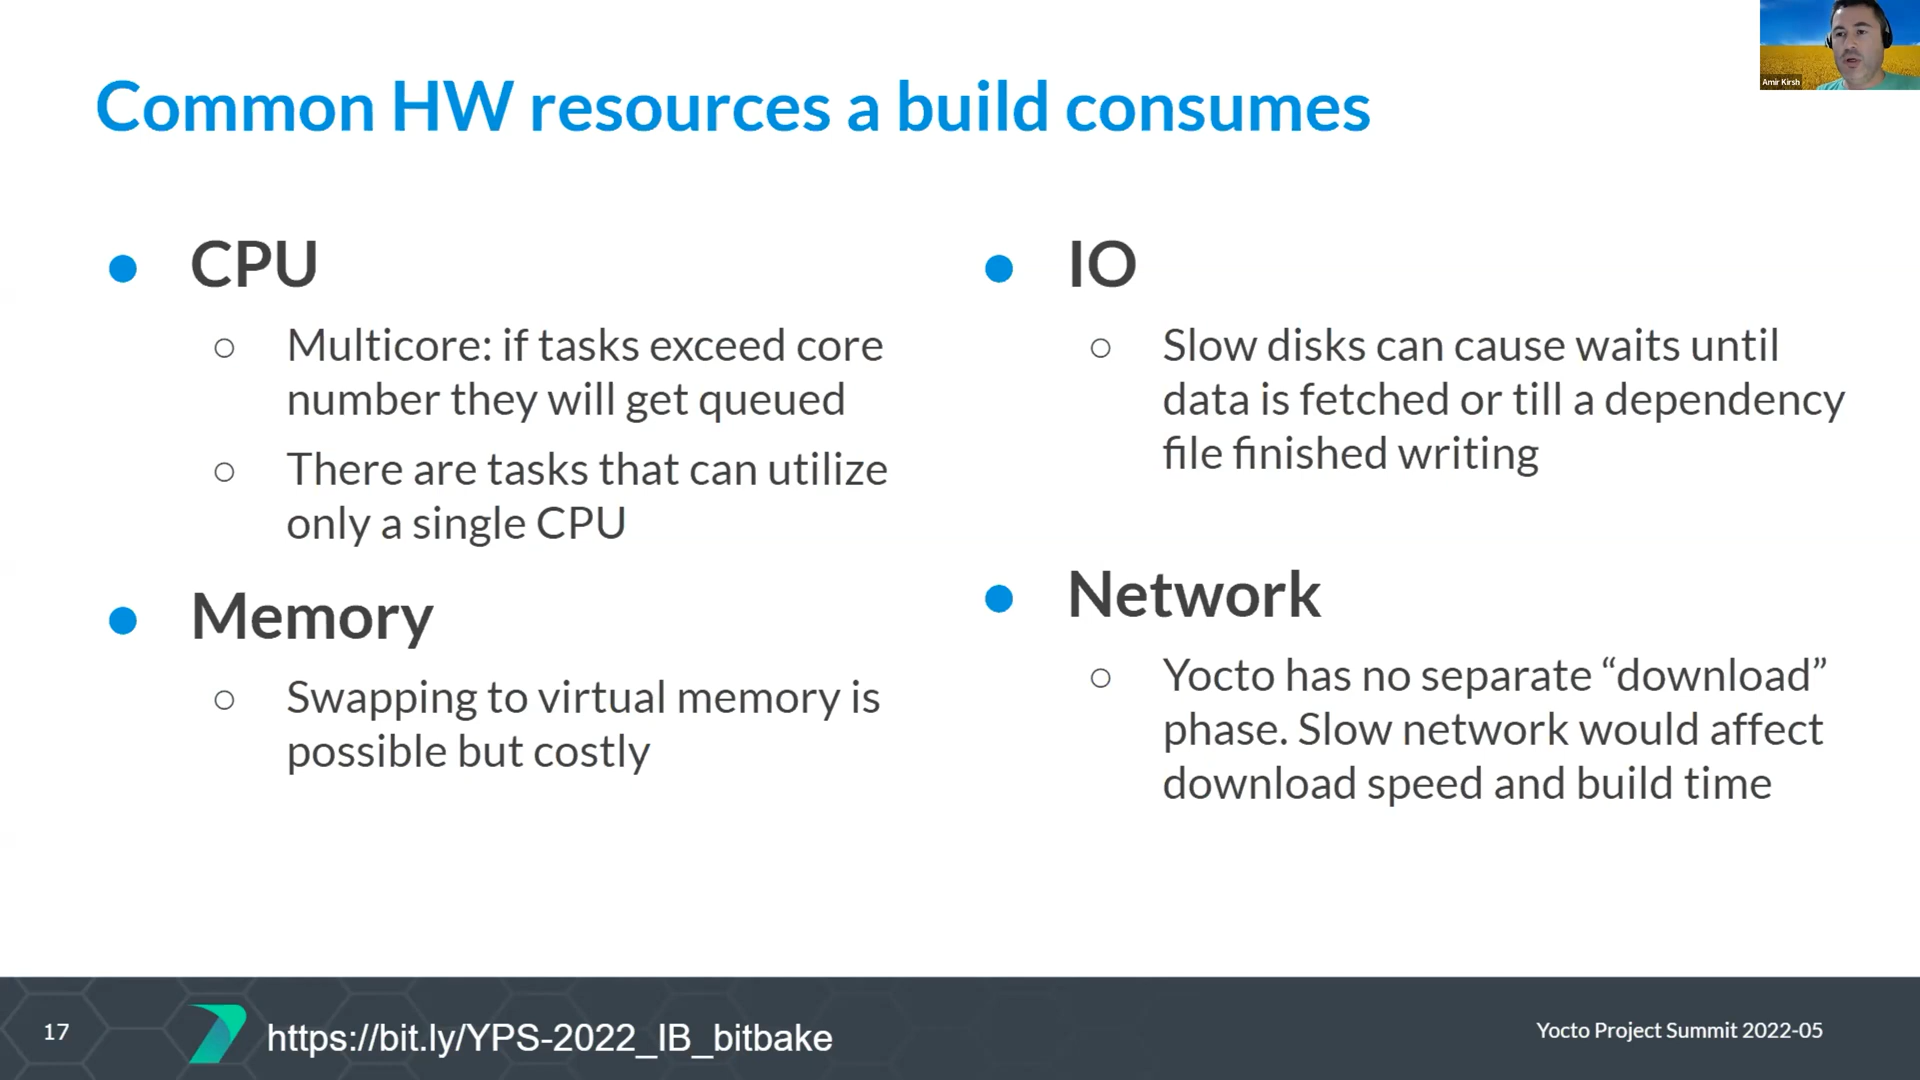 Common HW resources a build consumes
CPU
Multicore: if tasks exceed core
number they will get queued
There are tasks that can utilize
only a single CPU
Memory
Swapping to virtual memory is
possible but costly
IO
Slow disks can cause waits until
data is fetched or till a dependency
file finished writing
Network
Yocto has no separate “download”
phase. Slow network would affect
download speed and build time
Amir Kirsh
17
https://bit.ly/YPS-2022_IB_bitbake
Yocto Project Summit 2022-05